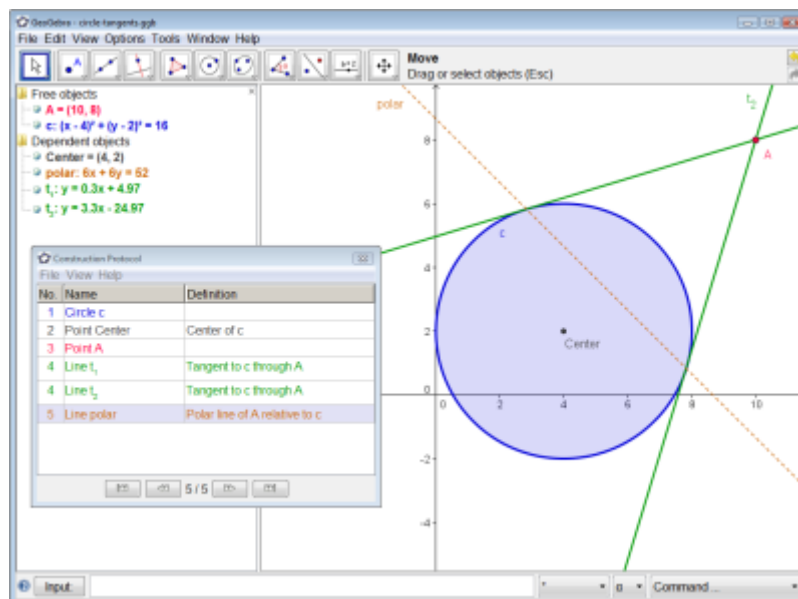 GeoGebra - circle-tangents.ggb
File Edit View Options Tools Window Help
Move
Drag or select objects (Esc)
Free objects
A = (10, 8)
c: (x - 4)² + (y - 2)² = 16
Dependent objects
Center = (4, 2)
polar: 6x + 6y = 52
t₁: y = 0.3x + 4.97
t₂: y = 3.3x - 24.97
Construction Protocol
File View Help
No. Name Definition
1 Circle c
2 Point Center Center of c
3 Point A
4 Line t₁ Tangent to c through A
4 Line t₂ Tangent to c through A
5 Line polar Polar line of A relative to c
5 / 5
polar
t₂
A
c
Center
8
6
4
2
0
-2
-4
0 2 4 6 8 10
Input:
Command ...